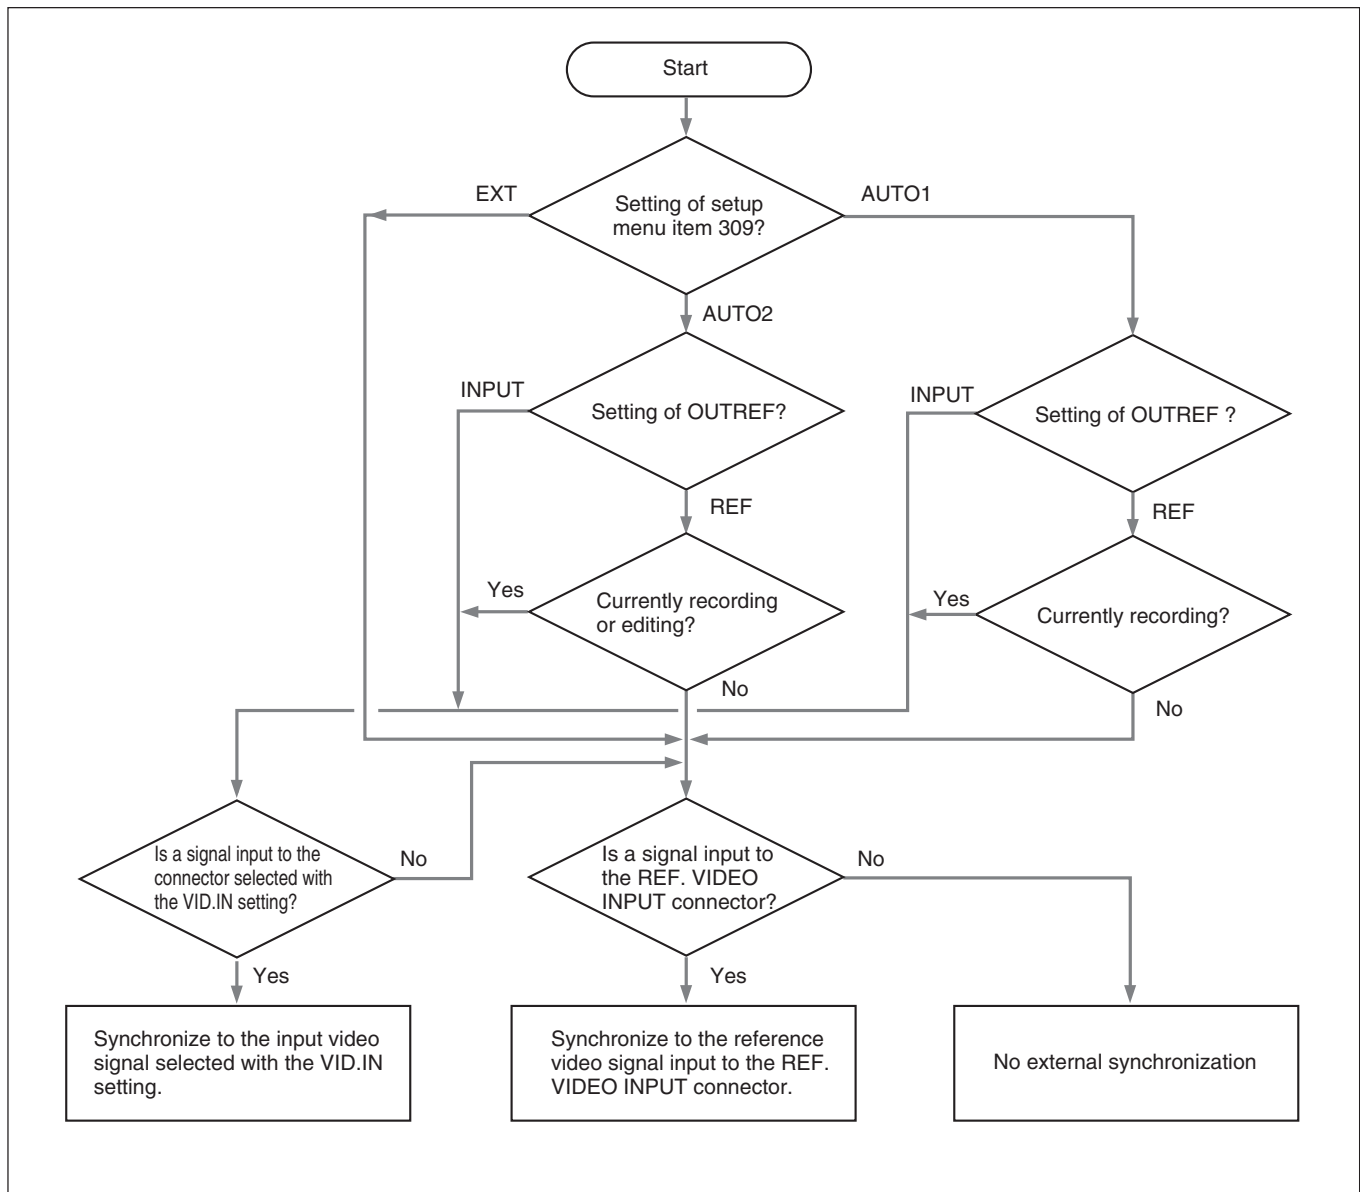 Start
EXT
Setting of setup
menu item 309?
AUTO1
AUTO2
INPUT
Setting of OUTREF?
INPUT
Setting of OUTREF ?
REF
REF
Yes
Currently recording
or editing?
Yes
Currently recording?
No
No
Is a signal input to the
connector selected with
the VID.IN setting?
No
Is a signal input to
the REF. VIDEO
INPUT connector?
No
Yes
Yes
Synchronize to the input video
signal selected with the VID.IN
setting.
Synchronize to the reference
video signal input to the REF.
VIDEO INPUT connector.
No external synchronization